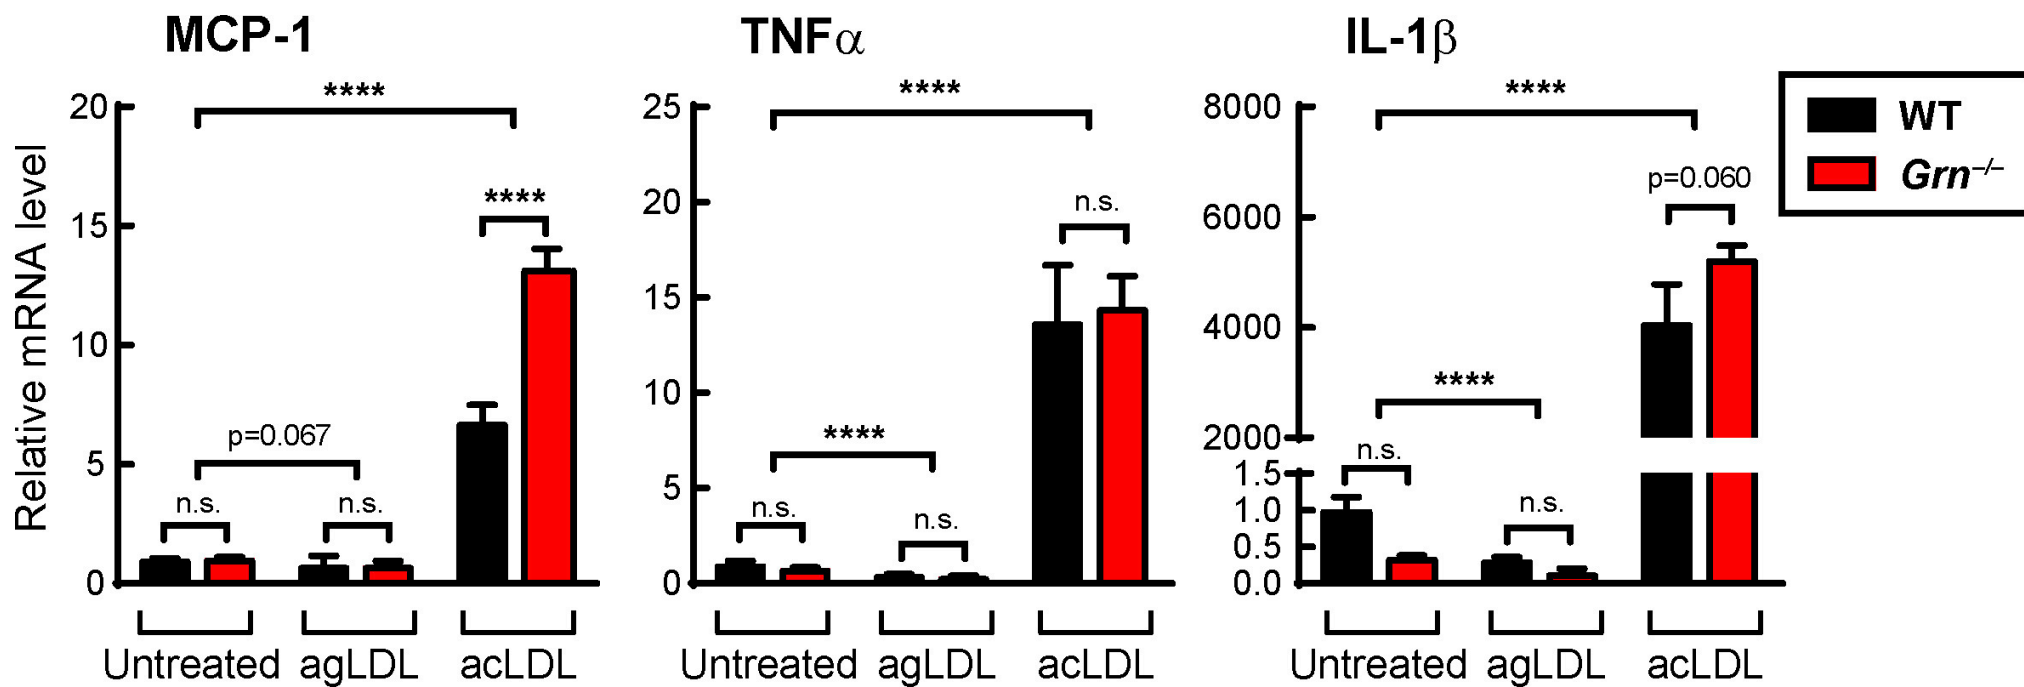 MCP-1
Relative mRNA level
20
15
10
5
0
****
****
p=0.067
n.s.
n.s.
Untreated
agLDL
acLDL
TNFα
25
20
15
10
5
0
****
n.s.
****
n.s.
n.s.
Untreated
agLDL
acLDL
IL-1β
8000
6000
4000
2000
1.5
1.0
0.5
0.0
****
p=0.060
****
n.s.
n.s.
Untreated
agLDL
acLDL
WT
Grn–/–